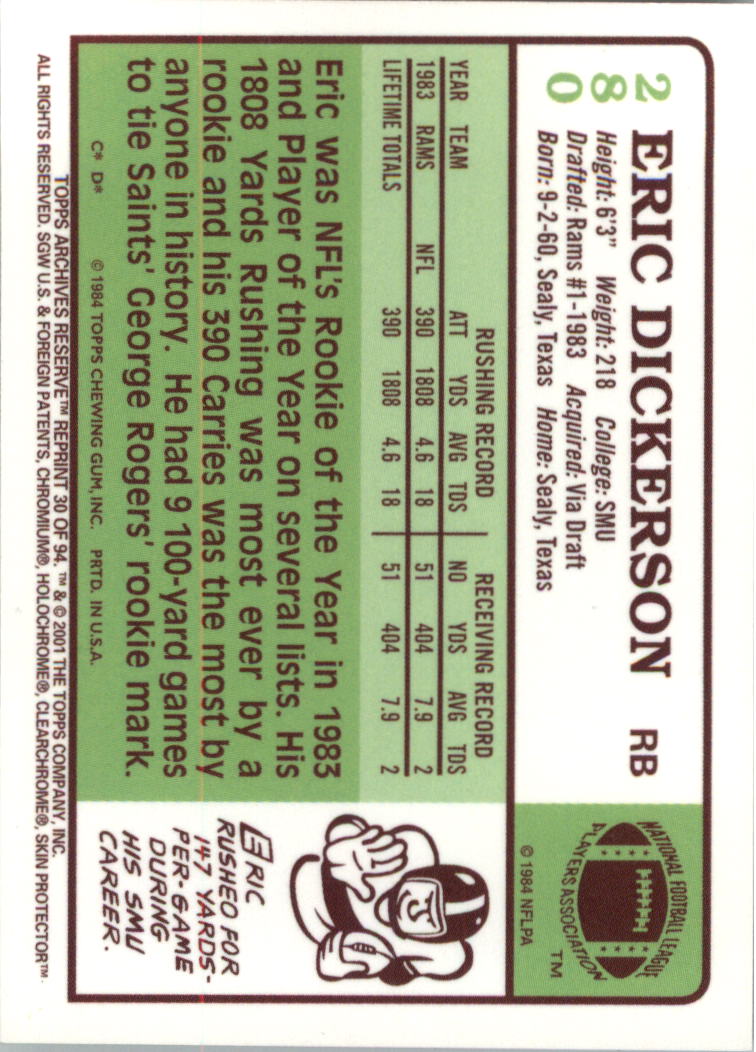 280
ERIC DICKERSON RB
Height: 6'3" Weight: 218 College: SMU
Drafted: Rams #1-1983 Acquired: Via Draft
Born: 9-2-60, Sealy, Texas Home: Sealy, Texas
NATIONAL FOOTBALL LEAGUE
PLAYERS ASSOCIATION
TM
© 1984 NFLPA
RUSHING RECORD RECEIVING RECORD
YEAR TEAM ATT YDS AVG TDS NO YDS AVG TDS
1983 RAMS NFL 390 1808 4.6 18 51 404 7.9 2
LIFETIME TOTALS 390 1808 4.6 18 51 404 7.9 2
Eric was NFL's Rookie of the Year in 1983
and Player of the Year on several lists. His
1808 Yards Rushing was most ever by a
rookie and his 390 Carries was the most by
anyone in history. He had 9 100-yard games
to tie Saints' George Rogers' rookie mark.
C* D* © 1984 TOPPS CHEWING GUM, INC. PRTD. IN U.S.A.
ERIC
RUSHED FOR
147 YARDS-
PER-GAME
DURING
HIS SMU
CAREER.
TOPPS ARCHIVES RESERVE™ REPRINT 30 OF 94. ™ & © 2001 THE TOPPS COMPANY, INC.
ALL RIGHTS RESERVED. SGW U.S. & FOREIGN PATENTS, CHROMIUM®, HOLOCHROME®, CLEARCHROME®, SKIN PROTECTOR™.